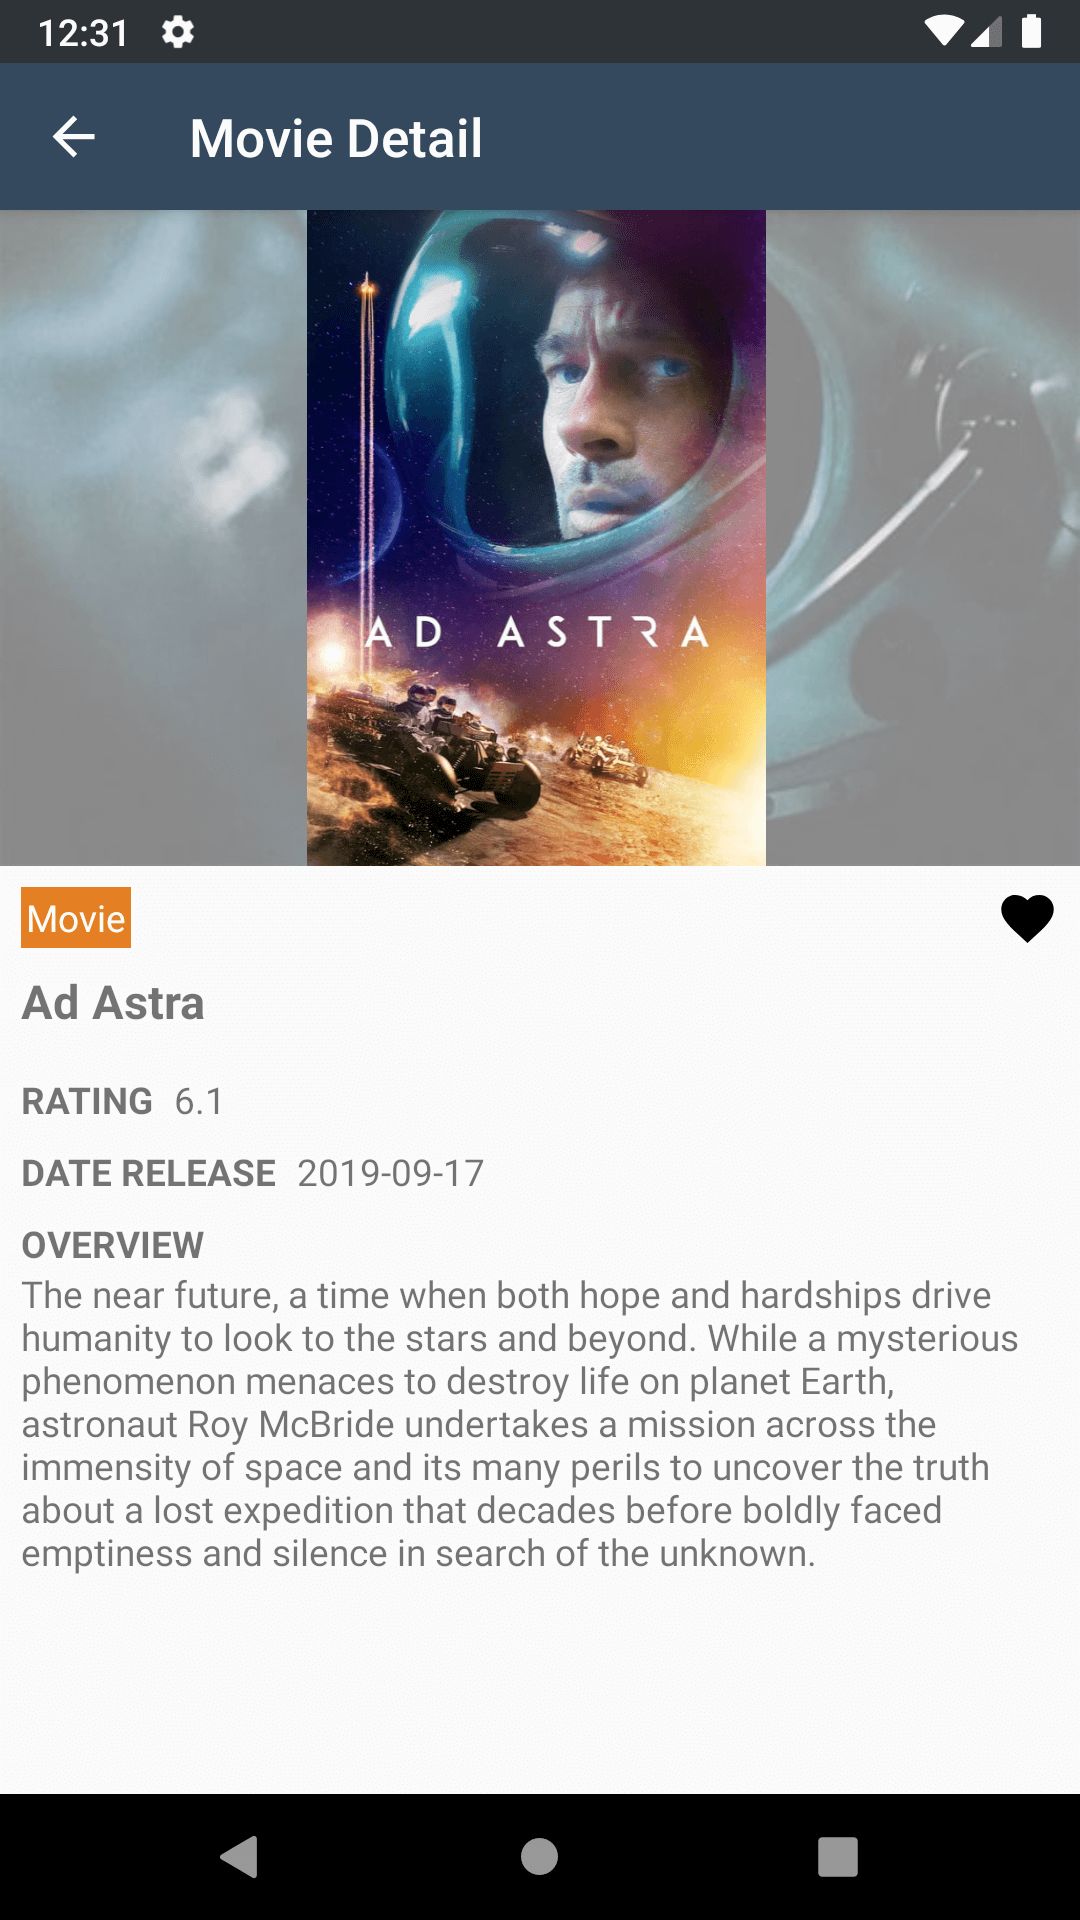 12:31
Movie Detail
AD ASTRA
Movie
Ad Astra
RATING 6.1
DATE RELEASE 2019-09-17
OVERVIEW
The near future, a time when both hope and hardships drive
humanity to look to the stars and beyond. While a mysterious
phenomenon menaces to destroy life on planet Earth,
astronaut Roy McBride undertakes a mission across the
immensity of space and its many perils to uncover the truth
about a lost expedition that decades before boldly faced
emptiness and silence in search of the unknown.